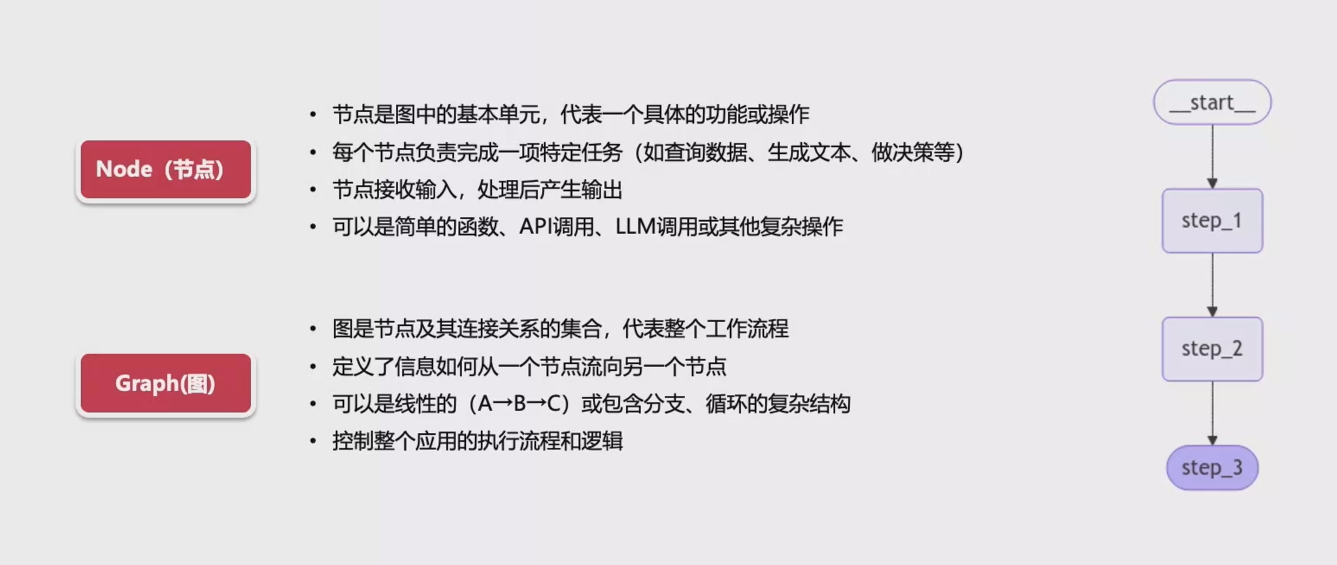 Node（节点）
• 节点是图中的基本单元，代表一个具体的功能或操作
• 每个节点负责完成一项特定任务（如查询数据、生成文本、做决策等）
• 节点接收输入，处理后产生输出
• 可以是简单的函数、API调用、LLM调用或其他复杂操作
Graph(图)
• 图是节点及其连接关系的集合，代表整个工作流程
• 定义了信息如何从一个节点流向另一个节点
• 可以是线性的（A→B→C）或包含分支、循环的复杂结构
• 控制整个应用的执行流程和逻辑
__start__
step_1
step_2
step_3